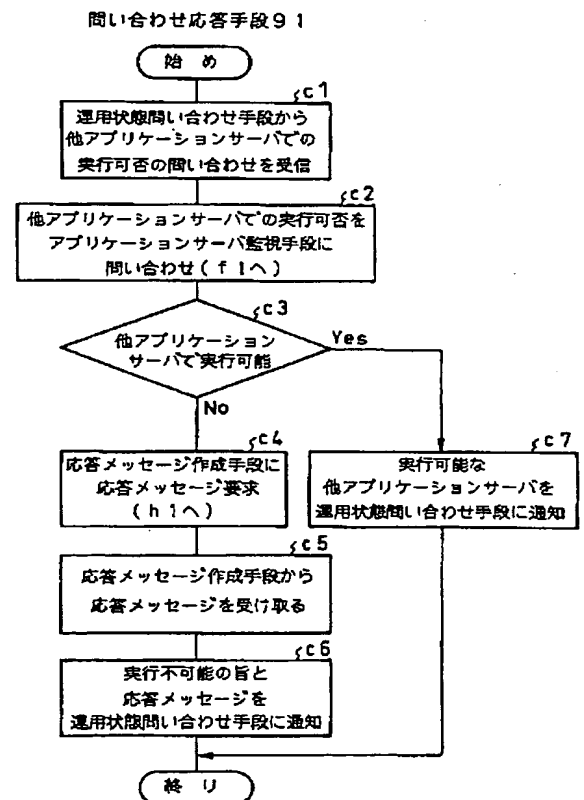 問い合わせ応答手段91
始 め
c1
運用状態問い合わせ手段から
他アプリケーションサーバでの
実行可否の問い合わせを受信
c2
他アプリケーションサーバでの実行可否を
アプリケーションサーバ監視手段に
問い合わせ(f1へ)
c3
他アプリケーション
サーバで実行可能
Yes
No
c4
応答メッセージ作成手段に
応答メッセージ要求
(h1へ)
c7
実行可能な
他アプリケーションサーバを
運用状態問い合わせ手段に通知
c5
応答メッセージ作成手段から
応答メッセージを受け取る
c6
実行不可能の旨と
応答メッセージを
運用状態問い合わせ手段に通知
終 り